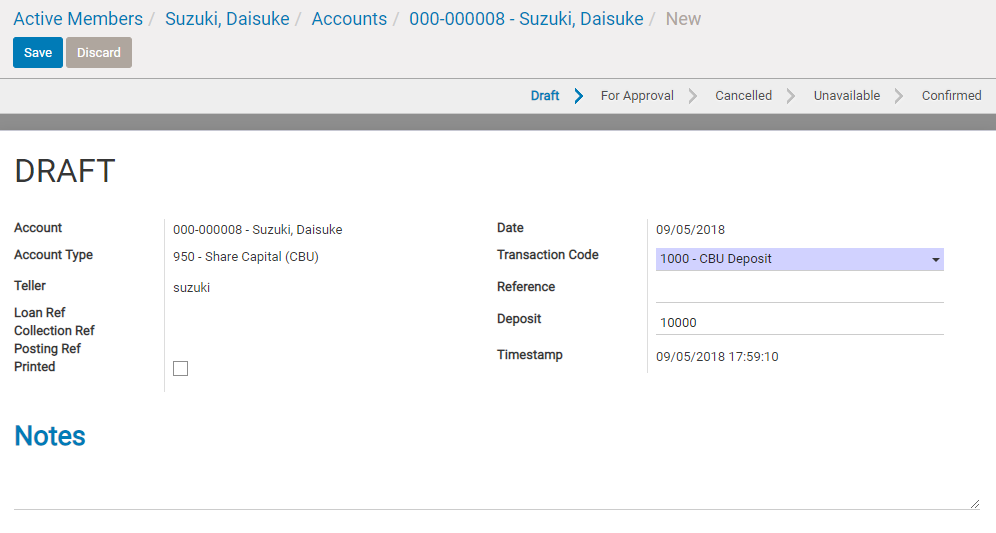 Active Members / Suzuki, Daisuke / Accounts / 000-000008 - Suzuki, Daisuke / New
Save Discard
Draft For Approval Cancelled Unavailable Confirmed
DRAFT
Account 000-000008 - Suzuki, Daisuke
Account Type 950 - Share Capital (CBU)
Teller suzuki
Loan Ref
Collection Ref
Posting Ref
Printed
Date 09/05/2018
Transaction Code 1000 - CBU Deposit
Reference
Deposit 10000
Timestamp 09/05/2018 17:59:10
Notes